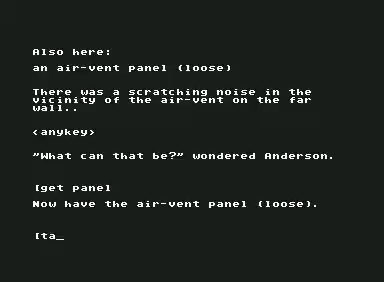 Also here:
an air-vent panel (loose)
There was a scratching noise in the
vicinity of the air-vent on the far
wall..
<anykey>
"What can that be?" wondered Anderson.
[get panel
Now have the air-vent panel (loose).
[ta_